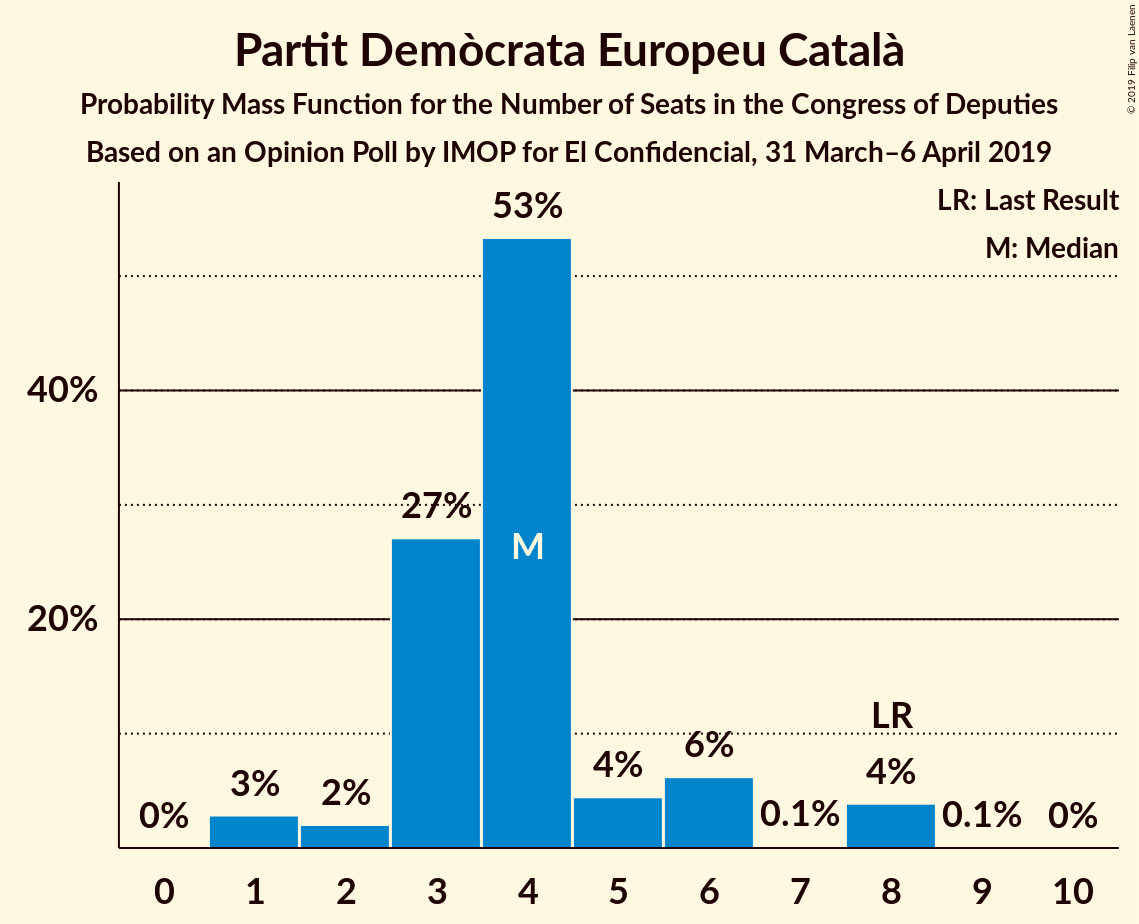 Partit Demòcrata Europeu Català
Probability Mass Function for the Number of Seats in the Congress of Deputies
Based on an Opinion Poll by IMOP for El Confidencial, 31 March–6 April 2019
© 2019 Filip van Laenen
LR: Last Result
M: Median
53%
40%
27%
M
20%
LR
0%
3%
2%
4%
6%
0.1%
4%
0.1%
0%
0 1 2 3 4 5 6 7 8 9 10